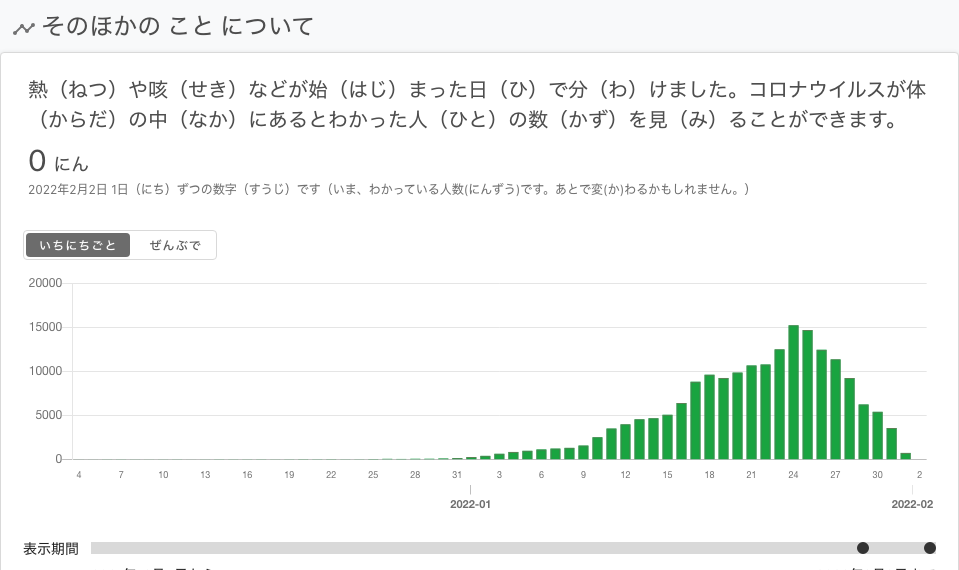 そのほかの こと について
熱（ねつ）や咳（せき）などが始（はじ）まった日（ひ）で分（わ）けました。コロナウイルスが体
（からだ）の中（なか）にあるとわかった人（ひと）の数（かず）を見（み）ることができます。
0 にん
2022年2月2日 1日（にち）ずつの数字（すうじ）です（いま、わかっている人数(にんずう)です。あとで変(か)わるかもしれません。）
いちにちごと ぜんぶで
20000
15000
10000
5000
0
4 7 10 13 16 19 22 25 28 31 3 6 9 12 15 18 21 24 27 30 2
2022-01 2022-02
表示期間